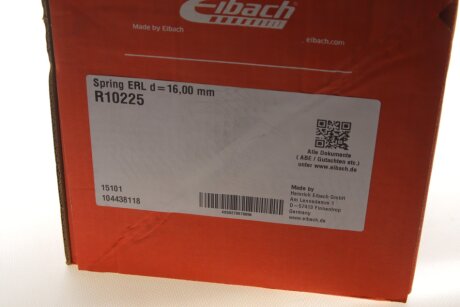 Eibach
Made by Eibach
eibach.com
Spring ERL d=16,00 mm
R10225
Alle Dokumente
( ABE / Gutachten etc.)
unter www.eibach.de
15101
104438118
Made by
Heinrich Eibach GmbH
Am Lennedamm 1
D-57413 Finnentrop
Germany
www.eibach.de